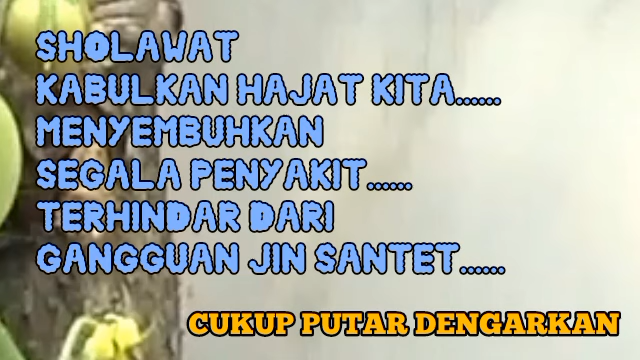 SHOLAWAT
KABULKAN HAJAT KITA......
MENYEMBUHKAN
SEGALA PENYAKIT......
TERHINDAR DARI
GANGGUAN JIN SANTET......
CUKUP PUTAR DENGARKAN